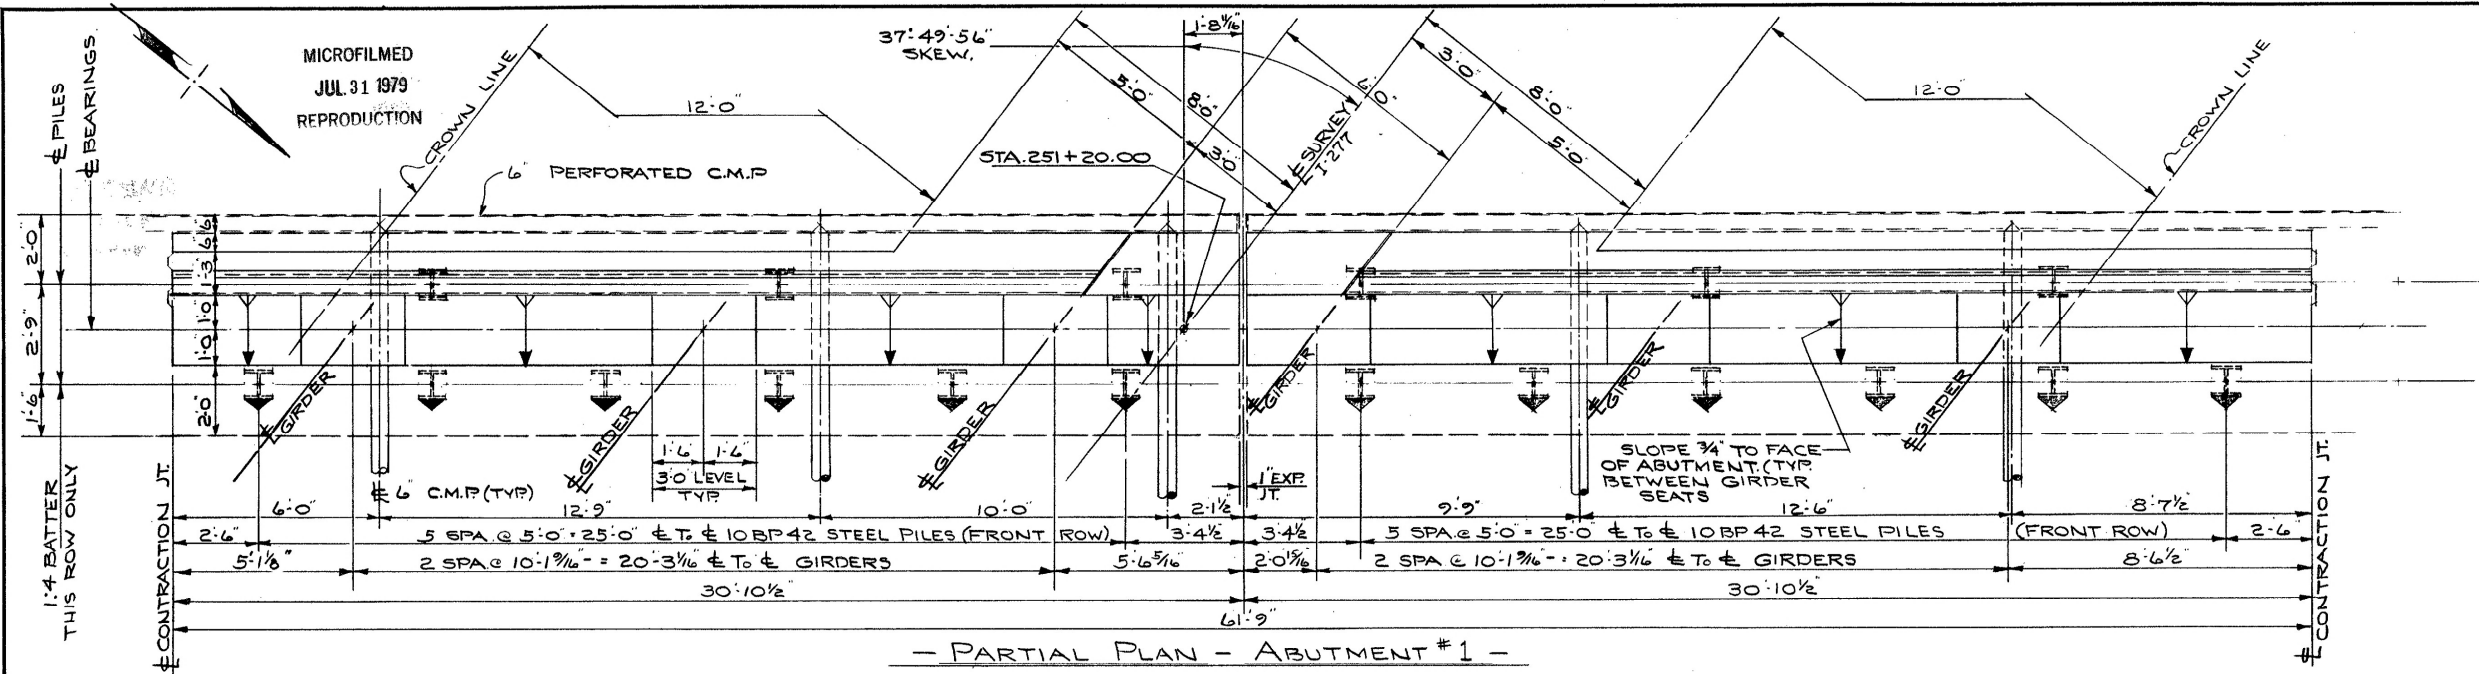 MICROFILMED
JUL. 31 1979
REPRODUCTION
℄ PILES
℄ BEARINGS
CROWN LINE
12'-0"
6" PERFORATED C.M.P
37°-49'-56"
SKEW.
1'-8 11/16"
5'-0"
8'-0"
3'-0"
STA. 251+20.00
℄ SURVEY
I-277
6'-0"
3'-0"
8'-0"
5'-0"
12'-0"
CROWN LINE
2'-0"
2'-9"
1'-6"
6"
6"
1'-3"
1'-0"
1'-0"
2'-0"
℄ GIRDER
℄ GIRDER
℄ GIRDER
℄ GIRDER
℄ GIRDER
℄ GIRDER
1:4 BATTER
THIS ROW ONLY
℄ CONTRACTION JT.
℄ 6" C.M.P (TYP.)
1'-6" 1'-6"
3'-0" LEVEL
TYP.
1" EXP.
JT.
SLOPE 3/4" TO FACE
OF ABUTMENT. (TYP.
BETWEEN GIRDER
SEATS
℄ CONTRACTION JT.
6'-0" 12'-9" 10'-0" 2'-1 1/2" 9'-9" 12'-6" 8'-7 1/2"
2'-6" 5 SPA. @ 5'-0" = 25'-0" ℄ To ℄ 10 BP 42 STEEL PILES (FRONT ROW) 3'-4 1/2" 3'-4 1/2" 5 SPA. @ 5'-0" = 25'-0" ℄ To ℄ 10 BP 42 STEEL PILES (FRONT ROW) 2'-6"
5'-1 1/8" 2 SPA. @ 10'-1 9/16" - = 20'-3 1/16" ℄ To ℄ GIRDERS 5'-6 5/16" 2'-0 15/16" 2 SPA. @ 10'-1 9/16" - = 20'-3 1/16" ℄ To ℄ GIRDERS 8'-6 1/2"
30'-10 1/2" 30'-10 1/2"
61'-9"
- PARTIAL PLAN - ABUTMENT #1 -